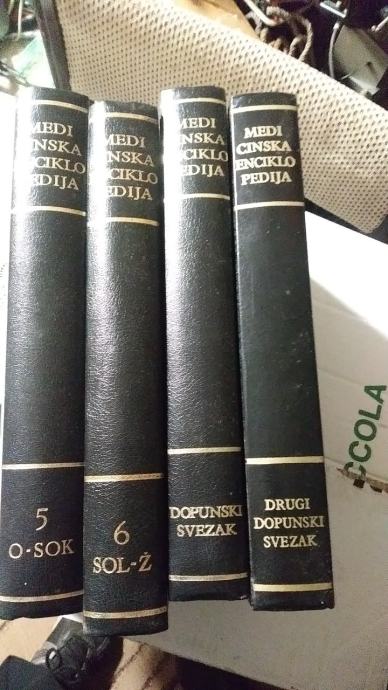 MEDI
CINSKA
ENCIKLO
PEDIJA
5
O-SOK
MEDI
CINSKA
ENCIKLO
PEDIJA
6
SOL-Ž
MEDI
CINSKA
ENCIKLO
PEDIJA
DOPUNSKI
SVEZAK
MEDI
CINSKA
ENCIKLO
PEDIJA
DRUGI
DOPUNSKI
SVEZAK
CCOLA